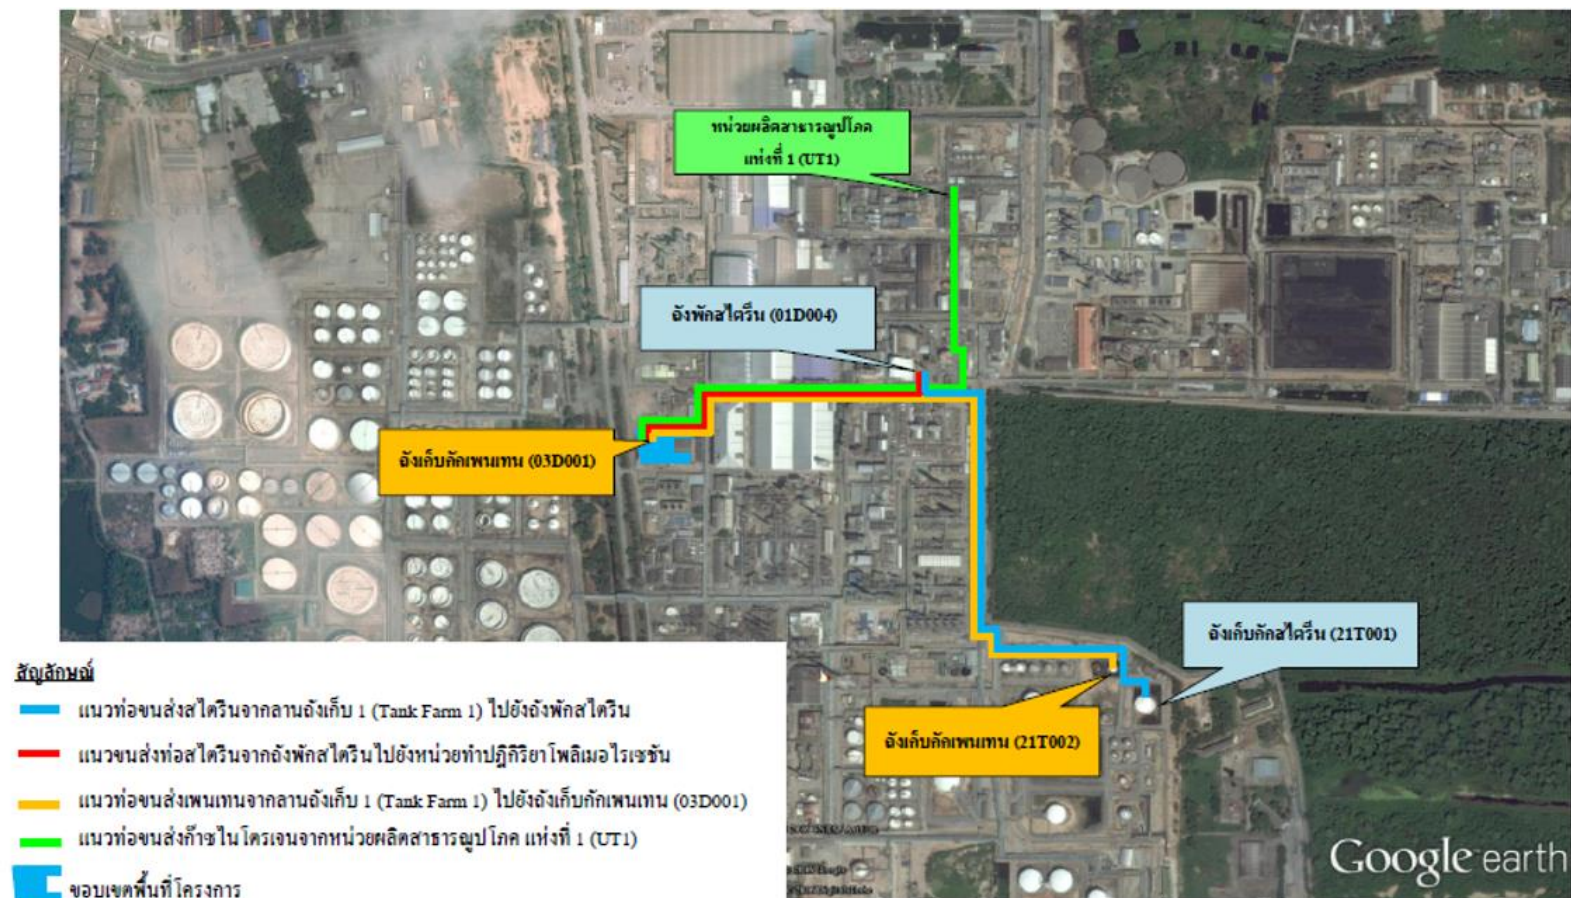 หน่วยผลิตสาธารณูปโภค
แห่งที่ 1 (UT1)
ถังพักสไตรีน (01D004)
ถังเก็บกักเพนเทน (03D001)
ถังเก็บกักสไตรีน (21T001)
ถังเก็บกักเพนเทน (21T002)
สัญลักษณ์
แนวท่อขนส่งสไตรีนจากลานถังเก็บ 1 (Tank Farm 1) ไปยังถังพักสไตรีน
แนวขนส่งท่อสไตรีนจากถังพักสไตรีนไปยังหน่วยทำปฏิกิริยาโพลิเมอไรเซชัน
แนวท่อขนส่งเพนเทนจากลานถังเก็บ 1 (Tank Farm 1) ไปยังถังเก็บกักเพนเทน (03D001)
แนวท่อขนส่งก๊าซไนโตรเจนจากหน่วยผลิตสาธารณูปโภค แห่งที่ 1 (UT1)
ขอบเขตพื้นที่โครงการ
Google earth